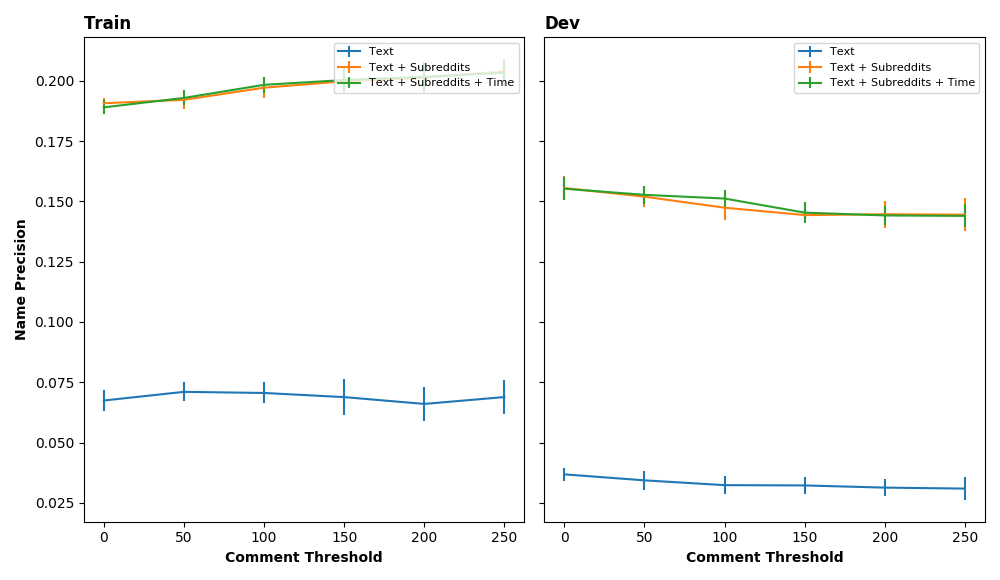 Train
Dev
Text
Text + Subreddits
Text + Subreddits + Time
Text
Text + Subreddits
Text + Subreddits + Time
Name Precision
0.200
0.175
0.150
0.125
0.100
0.075
0.050
0.025
0 50 100 150 200 250
0 50 100 150 200 250
Comment Threshold
Comment Threshold